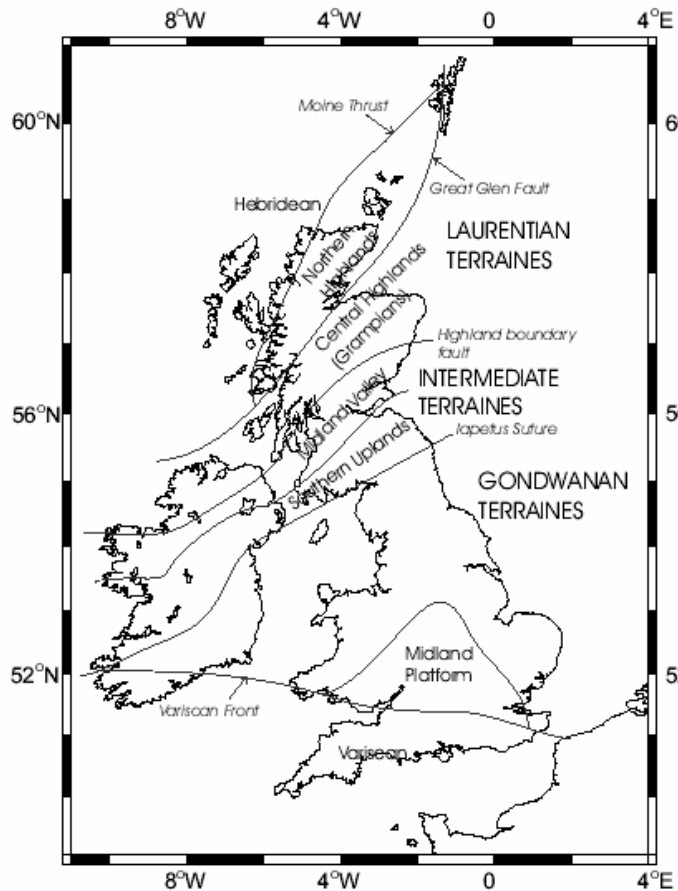 8°W
4°W
0
4°E
60°N
6
Moine Thrust
Great Glen Fault
Hebridean
LAURENTIAN
TERRAINES
Northern
Highlands
Central Highlands
(Grampians)
Highland boundary
fault
INTERMEDIATE
TERRAINES
56°N
5
Midland Valley
Iapetus Suture
Southern Uplands
GONDWANAN
TERRAINES
Midland
Platform
52°N
5
Variscan Front
Variscan
8°W
4°W
0
4°E